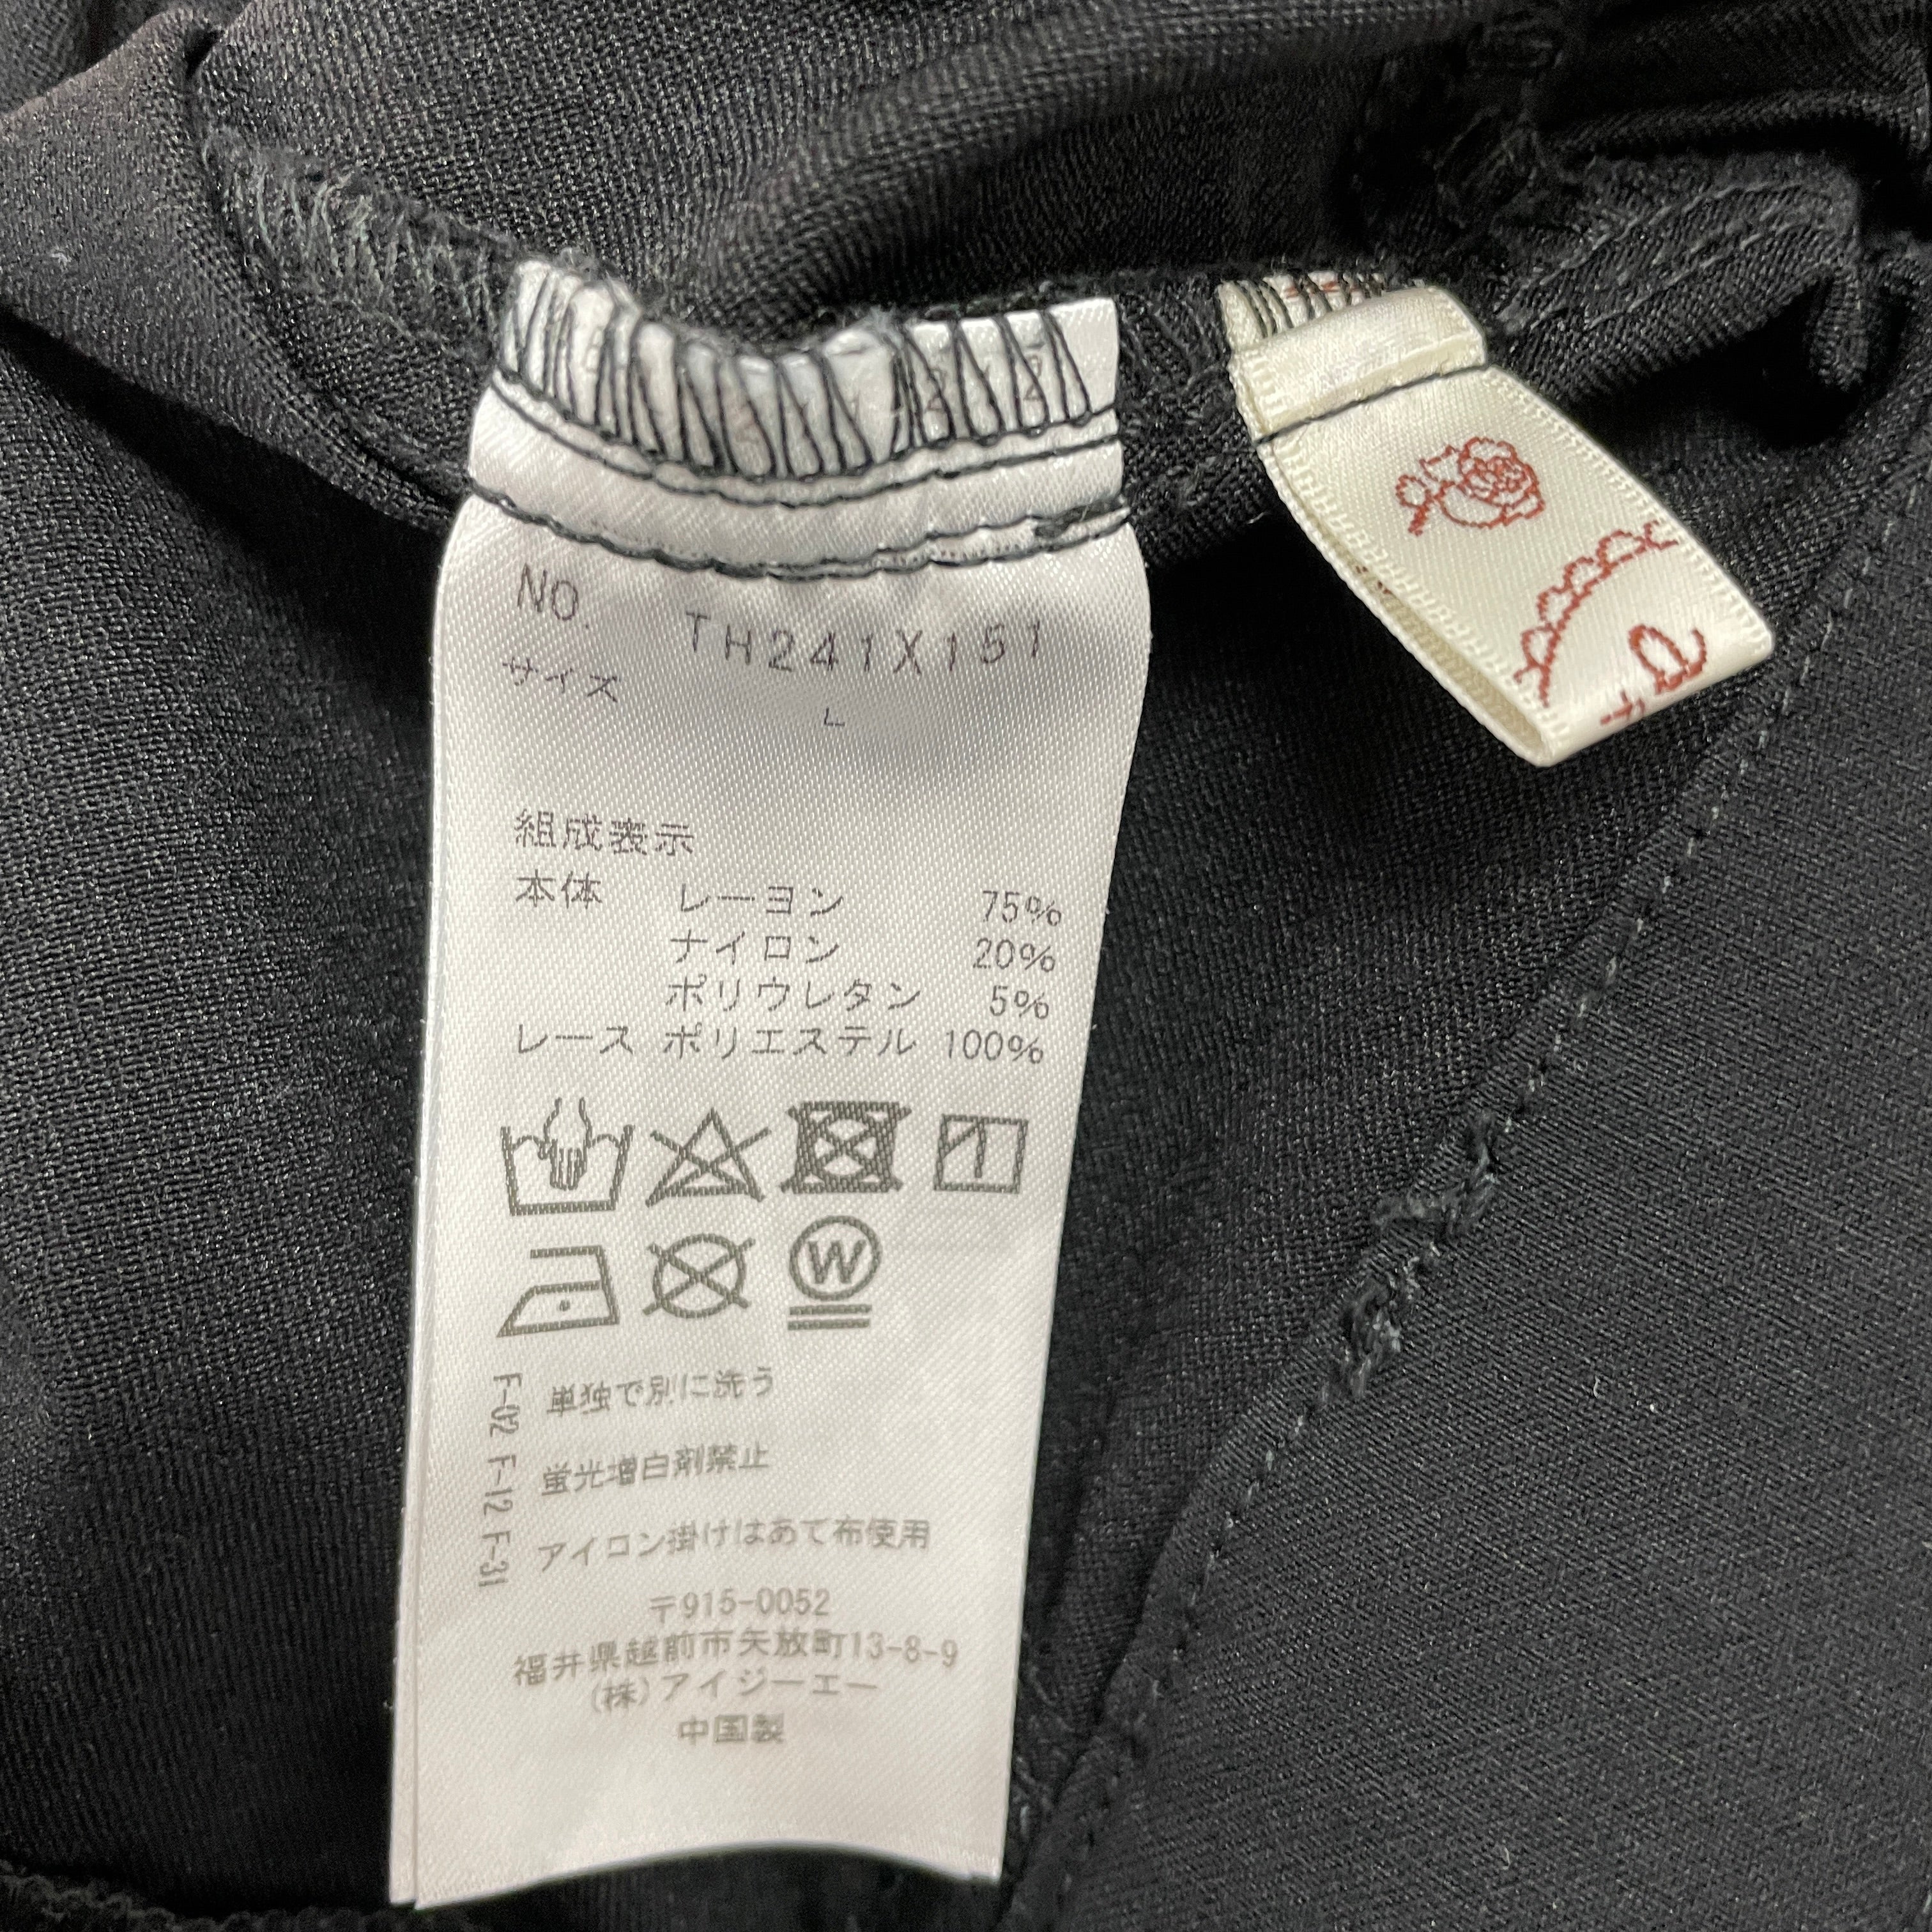 NO. TH241X151
サイズ L
組成表示
本体 レーヨン 75%
ナイロン 20%
ポリウレタン 5%
レース ポリエステル 100%
W
F-02 F-12 F-31
単独で別に洗う
蛍光増白剤禁止
アイロン掛けはあて布使用
〒915-0052
福井県越前市矢放町13-8-9
(株)アイジーエー
中国製